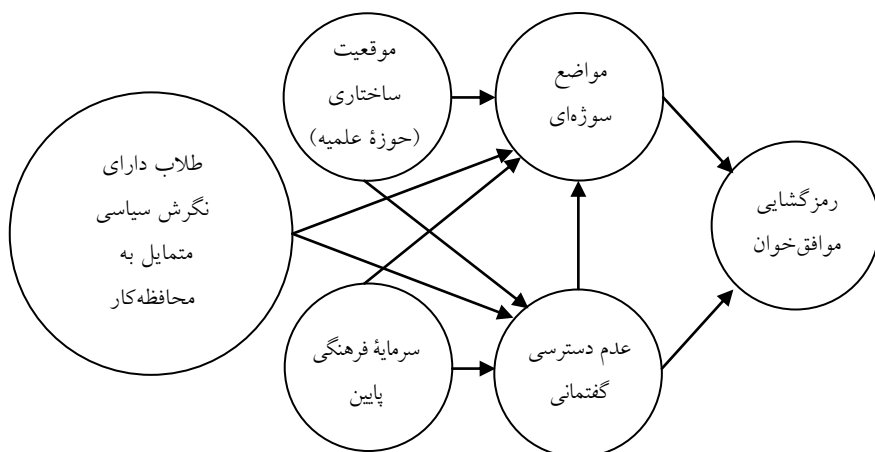 موقعیت
ساختاری
(حوزهٔ علمیه)
مواضع
سوژه‌ای
طلاب دارای
نگرش سیاسی
متمایل به
محافظه‌کار
رمزگشایی
موافق‌خوان
سرمایهٔ فرهنگی
پایین
عدم دسترسی
گفتمانی